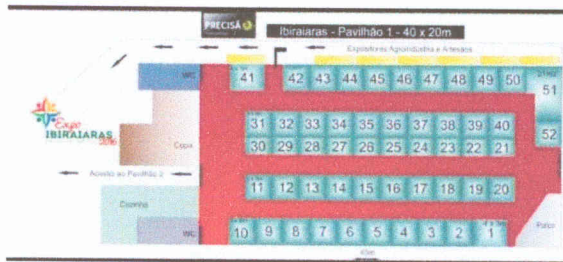 PRECISÃ
Ibiraiaras - Pavilhão 1 - 40 x 20m
Expositores Agroindústria e Artesãos
WC 41 42 43 44 45 46 47 48 49 50
51
Expo
IBIRAIARAS
2016
Copa
31 32 33 34 35 36 37 38 39 40
52
30 29 28 27 26 25 24 23 22 21
Acesso ao Pavilhão 2
11 12 13 14 15 16 17 18 19 20
Cozinha
WC 10 9 8 7 6 5 4 3 2 1
Palco